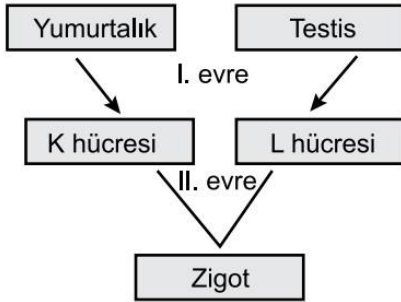 Yumurtalık
Testis
I. evre
K hücresi
L hücresi
II. evre
Zigot